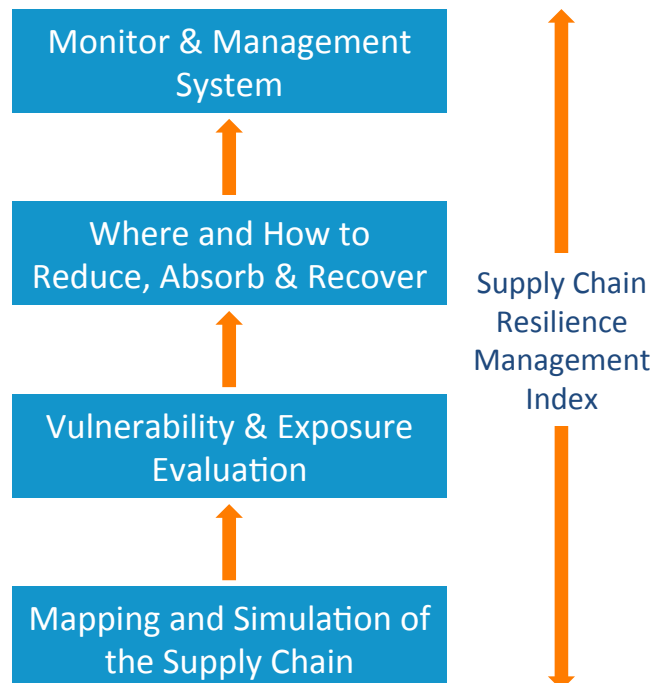 Monitor & Management
System
Where and How to
Reduce, Absorb & Recover
Vulnerability & Exposure
Evaluation
Mapping and Simulation of
the Supply Chain
Supply Chain
Resilience
Management
Index